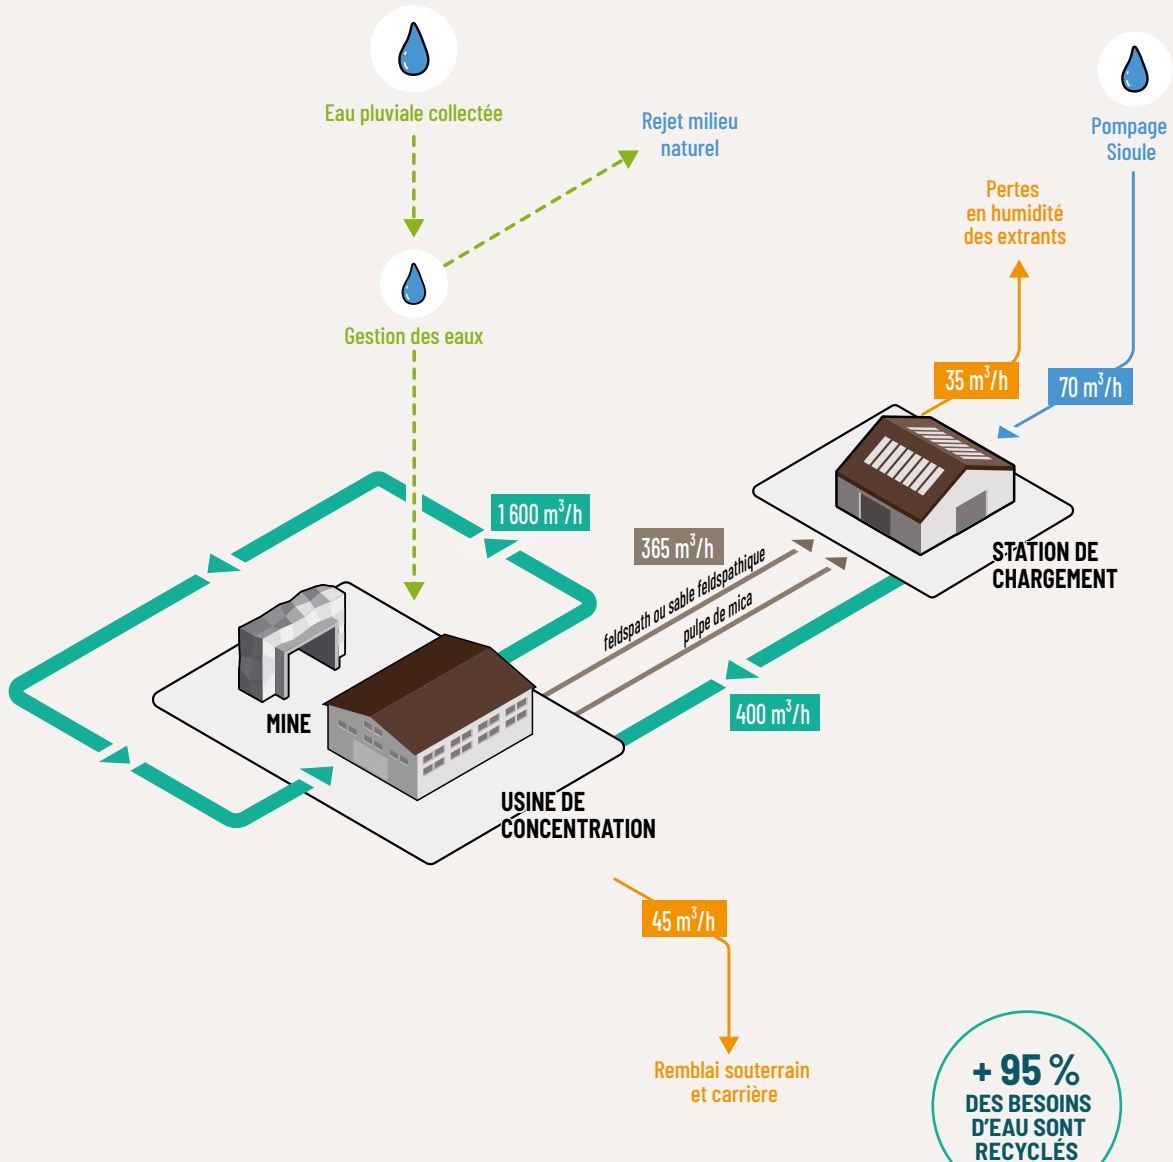 Eau pluviale collectée
Rejet milieu
naturel
Pompage
Sioule
Pertes
en humidité
des extrants
Gestion des eaux
35 m³/h
70 m³/h
1 600 m³/h
365 m³/h
feldspath ou sable feldspathique
pulpe de mica
STATION DE
CHARGEMENT
400 m³/h
MINE
USINE DE
CONCENTRATION
45 m³/h
Remblai souterrain
et carrière
+ 95 %
DES BESOINS
D'EAU SONT
RECYCLÉS